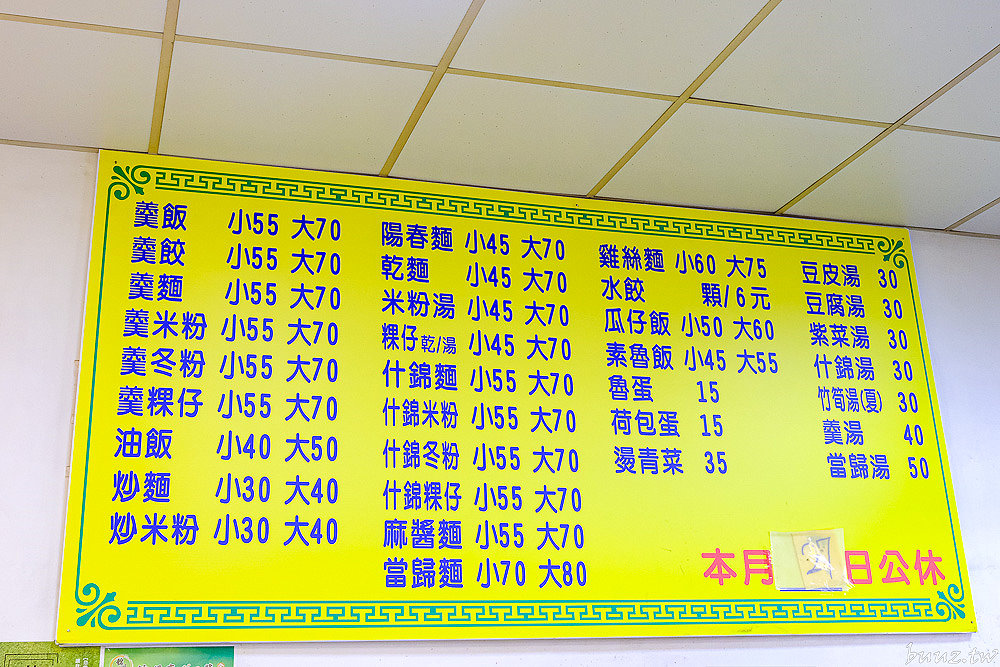 羹飯 小55 大70
羹餃 小55 大70
羹麵 小55 大70
羹米粉 小55 大70
羹冬粉 小55 大70
羹粿仔 小55 大70
油飯 小40 大50
炒麵 小30 大40
炒米粉 小30 大40
陽春麵 小45 大70
乾麵 小45 大70
米粉湯 小45 大70
粿仔乾/湯 小45 大70
什錦麵 小55 大70
什錦米粉 小55 大70
什錦冬粉 小55 大70
什錦粿仔 小55 大70
麻醬麵 小55 大70
當歸麵 小70 大80
雞絲麵 小60 大75
水餃 顆/6元
瓜仔飯 小50 大60
素魯飯 小45 大55
魯蛋 15
荷包蛋 15
燙青菜 35
豆皮湯 30
豆腐湯 30
紫菜湯 30
什錦湯 30
竹筍湯(夏) 30
羹湯 40
當歸湯 50
本月27日公休
buuz.tw